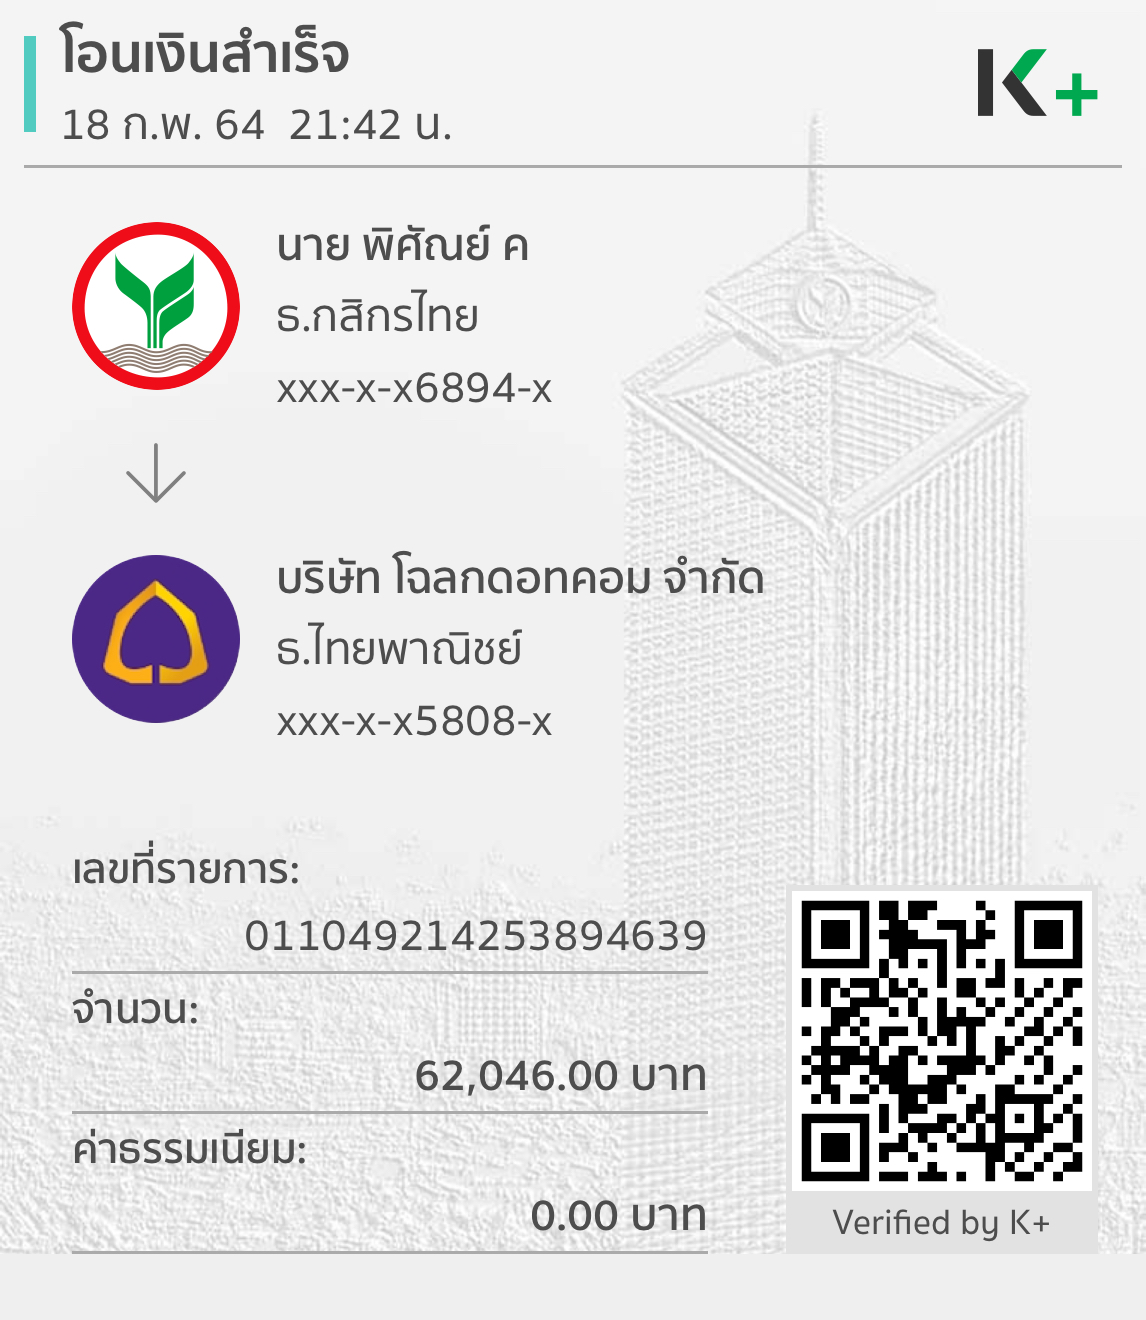 โอนเงินสำเร็จ
18 ก.พ. 64 21:42 น.
K+
นาย พิศัณย์ ค
ธ.กสิกรไทย
xxx-x-x6894-x
บริษัท โฉลกดอทคอม จำกัด
ธ.ไทยพาณิชย์
xxx-x-x5808-x
เลขที่รายการ:
011049214253894639
จำนวน:
62,046.00 บาท
ค่าธรรมเนียม:
0.00 บาท
Verified by K+